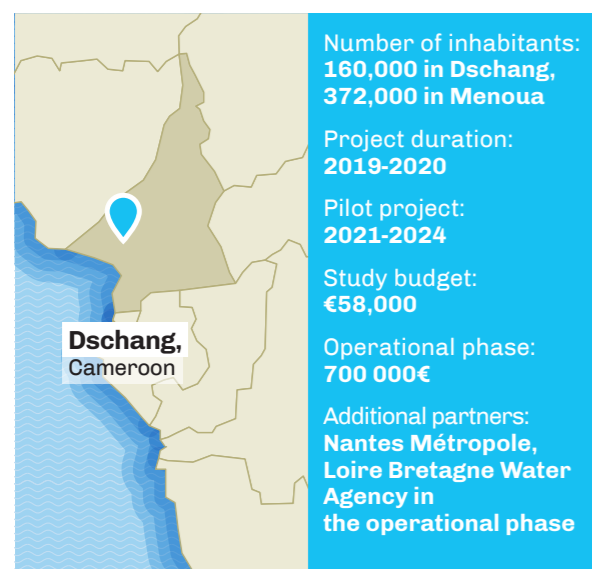 Dschang,
Cameroon
Number of inhabitants:
160,000 in Dschang,
372,000 in Menoua
Project duration:
2019-2020
Pilot project:
2021-2024
Study budget:
€58,000
Operational phase:
700 000€
Additional partners:
Nantes Métropole,
Loire Bretagne Water
Agency in
the operational phase